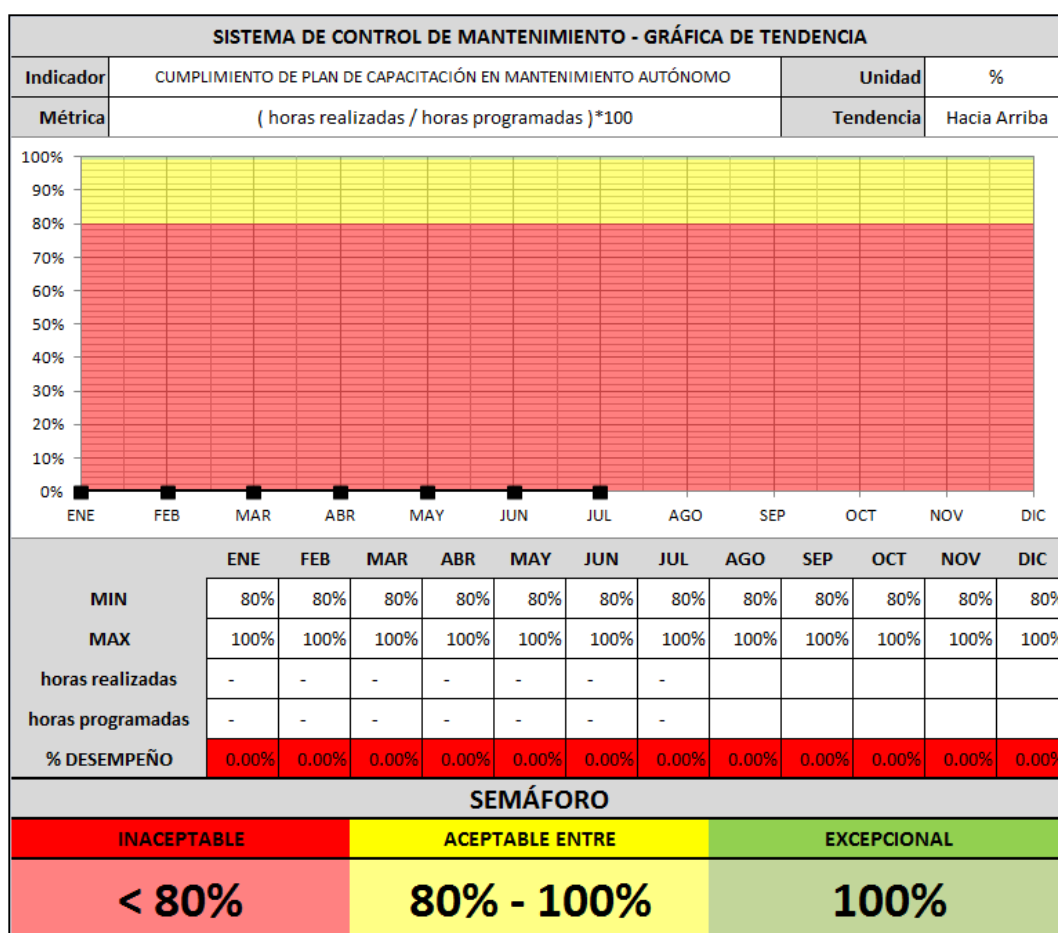 SISTEMA DE CONTROL DE MANTENIMIENTO - GRÁFICA DE TENDENCIA
Indicador CUMPLIMIENTO DE PLAN DE CAPACITACIÓN EN MANTENIMIENTO AUTÓNOMO Unidad %
Métrica ( horas realizadas / horas programadas )*100 Tendencia Hacia Arriba
100%
90%
80%
70%
60%
50%
40%
30%
20%
10%
0%
ENE FEB MAR ABR MAY JUN JUL AGO SEP OCT NOV DIC
ENE FEB MAR ABR MAY JUN JUL AGO SEP OCT NOV DIC
MIN 80% 80% 80% 80% 80% 80% 80% 80% 80% 80% 80% 80%
MAX 100% 100% 100% 100% 100% 100% 100% 100% 100% 100% 100% 100%
horas realizadas - - - - - - -
horas programadas - - - - - - -
% DESEMPEÑO 0.00% 0.00% 0.00% 0.00% 0.00% 0.00% 0.00% 0.00% 0.00% 0.00% 0.00% 0.00%
SEMÁFORO
INACEPTABLE ACEPTABLE ENTRE EXCEPCIONAL
< 80% 80% - 100% 100%